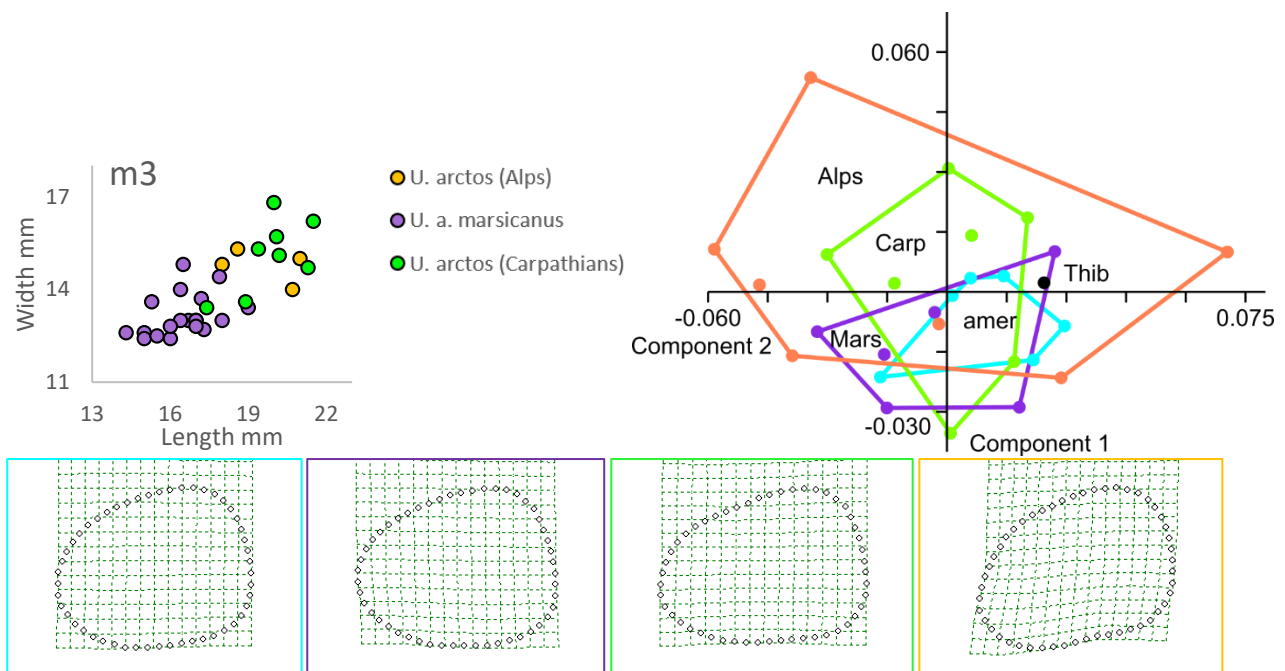 m3
17
14
11
Width mm
13 16 19 22
Length mm
U. arctos (Alps)
U. a. marsicanus
U. arctos (Carpathians)
0.060
Alps
Carp
Thib
-0.060
amer
0.075
Component 2
Mars
-0.030
Component 1